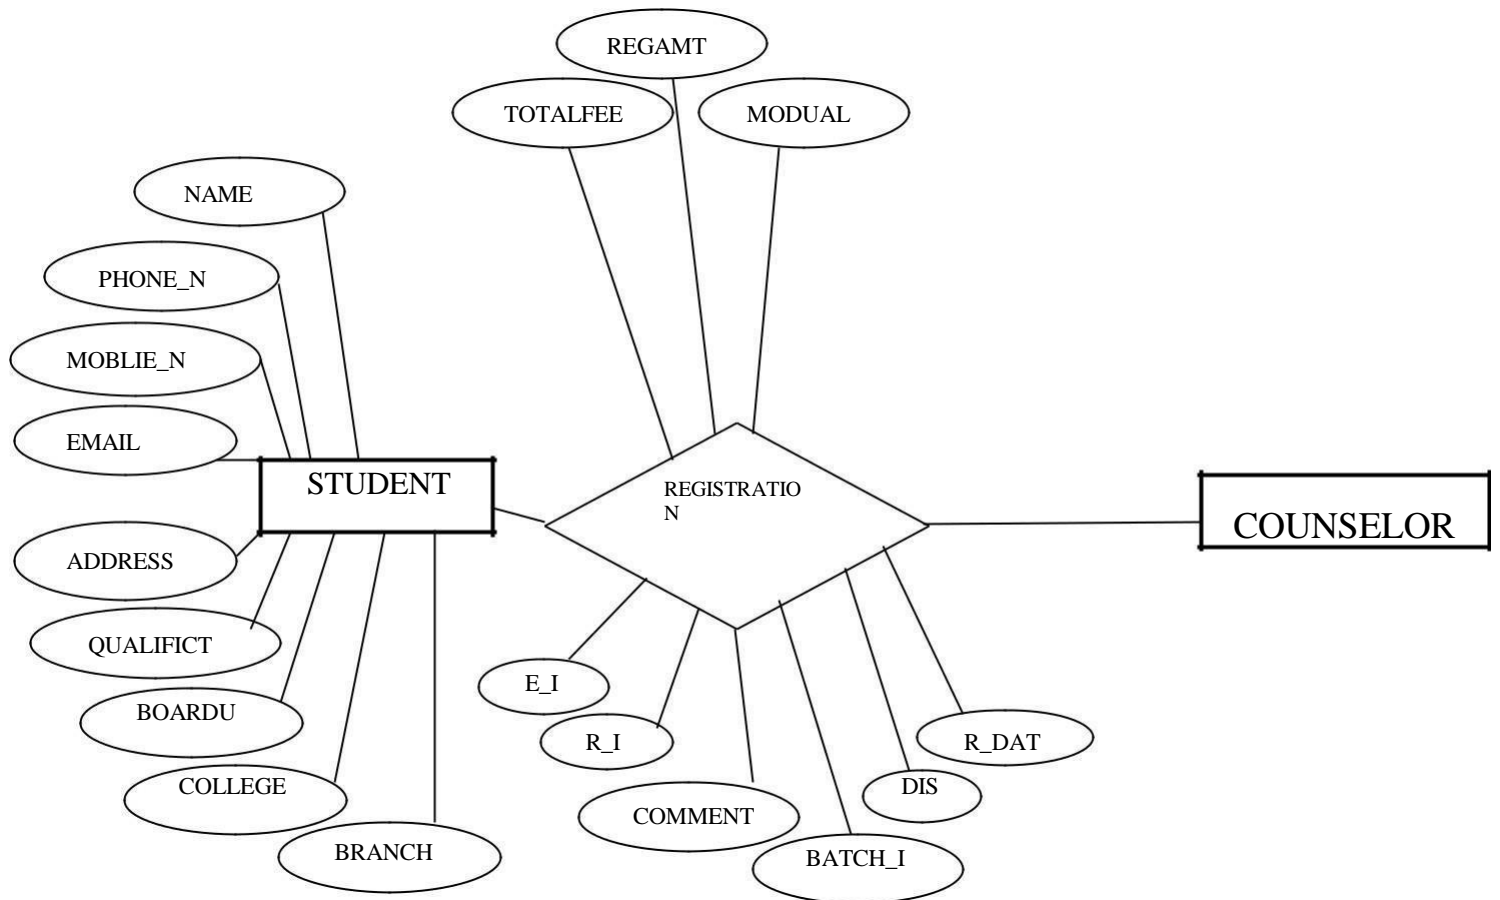 REGAMT
TOTALFEE
MODUAL
NAME
PHONE_N
MOBLIE_N
EMAIL
STUDENT
REGISTRATIO
N
COUNSELOR
ADDRESS
QUALIFICT
BOARDU
COLLEGE
BRANCH
E_I
R_I
COMMENT
BATCH_I
DIS
R_DAT